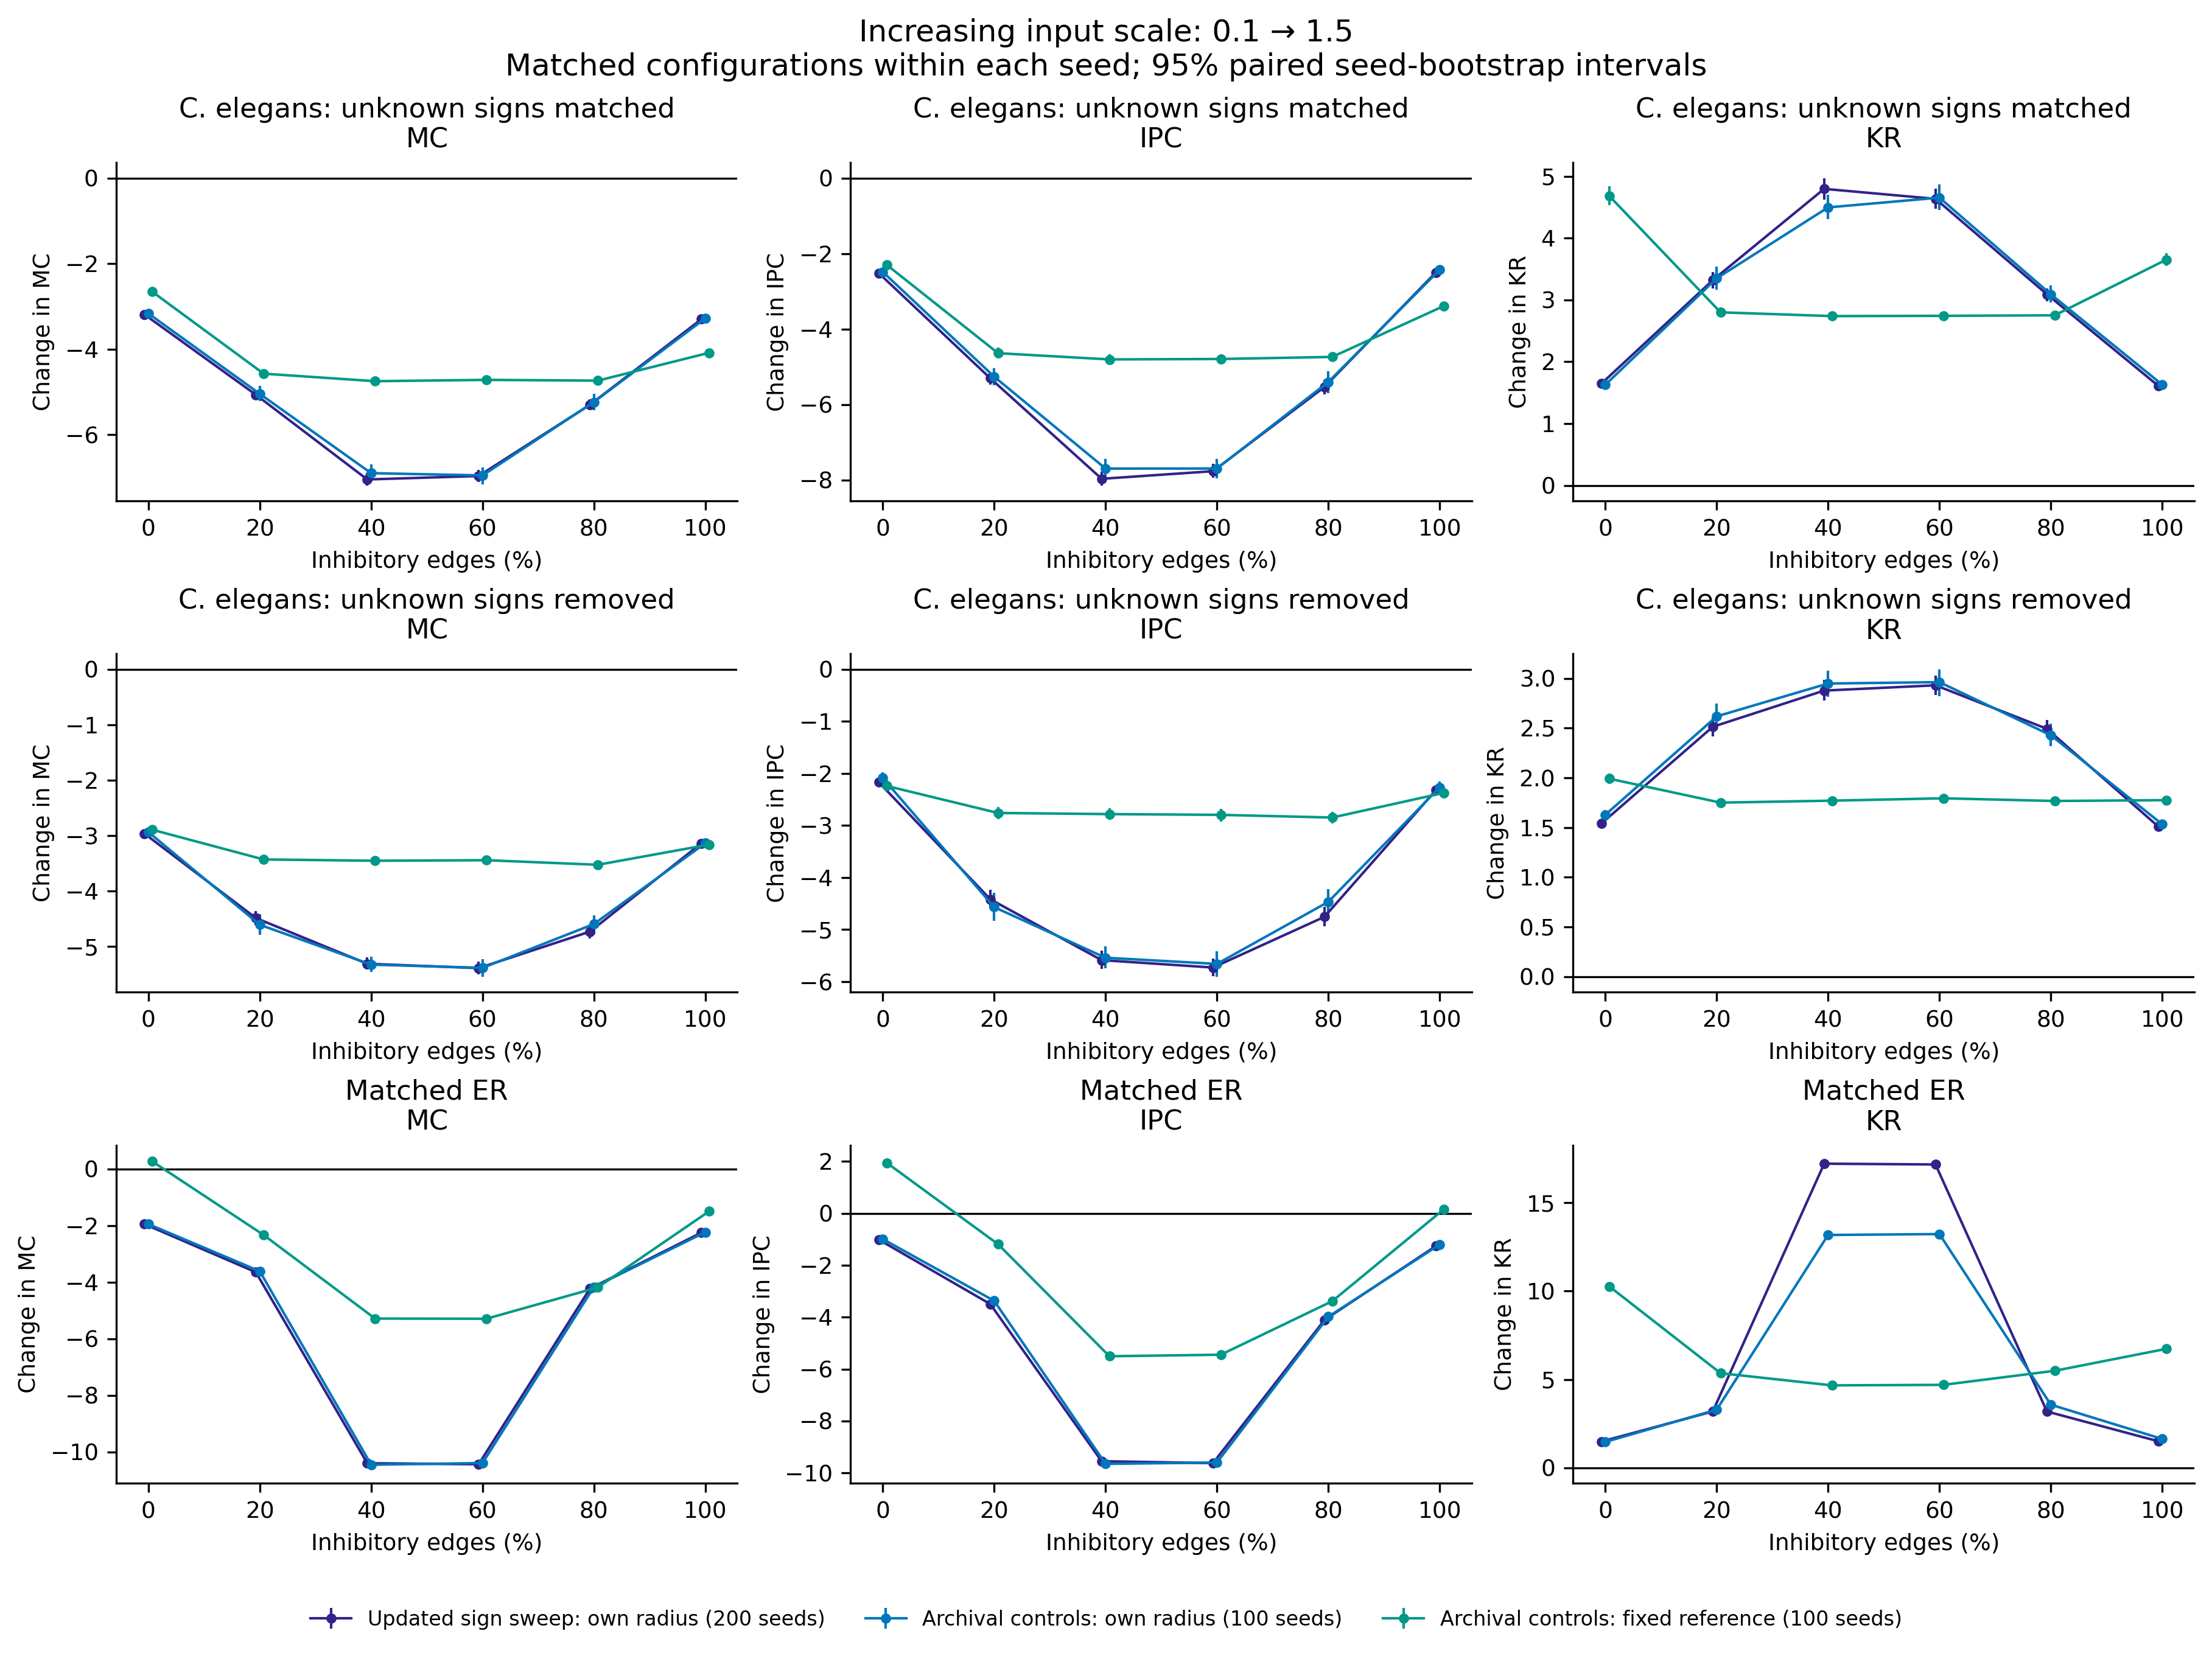 Increasing input scale: 0.1 → 1.5
Matched configurations within each seed; 95% paired seed-bootstrap intervals
C. elegans: unknown signs matched
MC
0
−2
−4
−6
Change in MC
0 20 40 60 80 100
Inhibitory edges (%)
C. elegans: unknown signs matched
IPC
0
−2
−4
−6
−8
Change in IPC
0 20 40 60 80 100
Inhibitory edges (%)
C. elegans: unknown signs matched
KR
5
4
3
2
1
0
Change in KR
0 20 40 60 80 100
Inhibitory edges (%)
C. elegans: unknown signs removed
MC
0
−1
−2
−3
−4
−5
Change in MC
0 20 40 60 80 100
Inhibitory edges (%)
C. elegans: unknown signs removed
IPC
0
−1
−2
−3
−4
−5
−6
Change in IPC
0 20 40 60 80 100
Inhibitory edges (%)
C. elegans: unknown signs removed
KR
3.0
2.5
2.0
1.5
1.0
0.5
0.0
Change in KR
0 20 40 60 80 100
Inhibitory edges (%)
Matched ER
MC
0
−2
−4
−6
−8
−10
Change in MC
0 20 40 60 80 100
Inhibitory edges (%)
Matched ER
IPC
2
0
−2
−4
−6
−8
−10
Change in IPC
0 20 40 60 80 100
Inhibitory edges (%)
Matched ER
KR
15
10
5
0
Change in KR
0 20 40 60 80 100
Inhibitory edges (%)
Updated sign sweep: own radius (200 seeds)
Archival controls: own radius (100 seeds)
Archival controls: fixed reference (100 seeds)